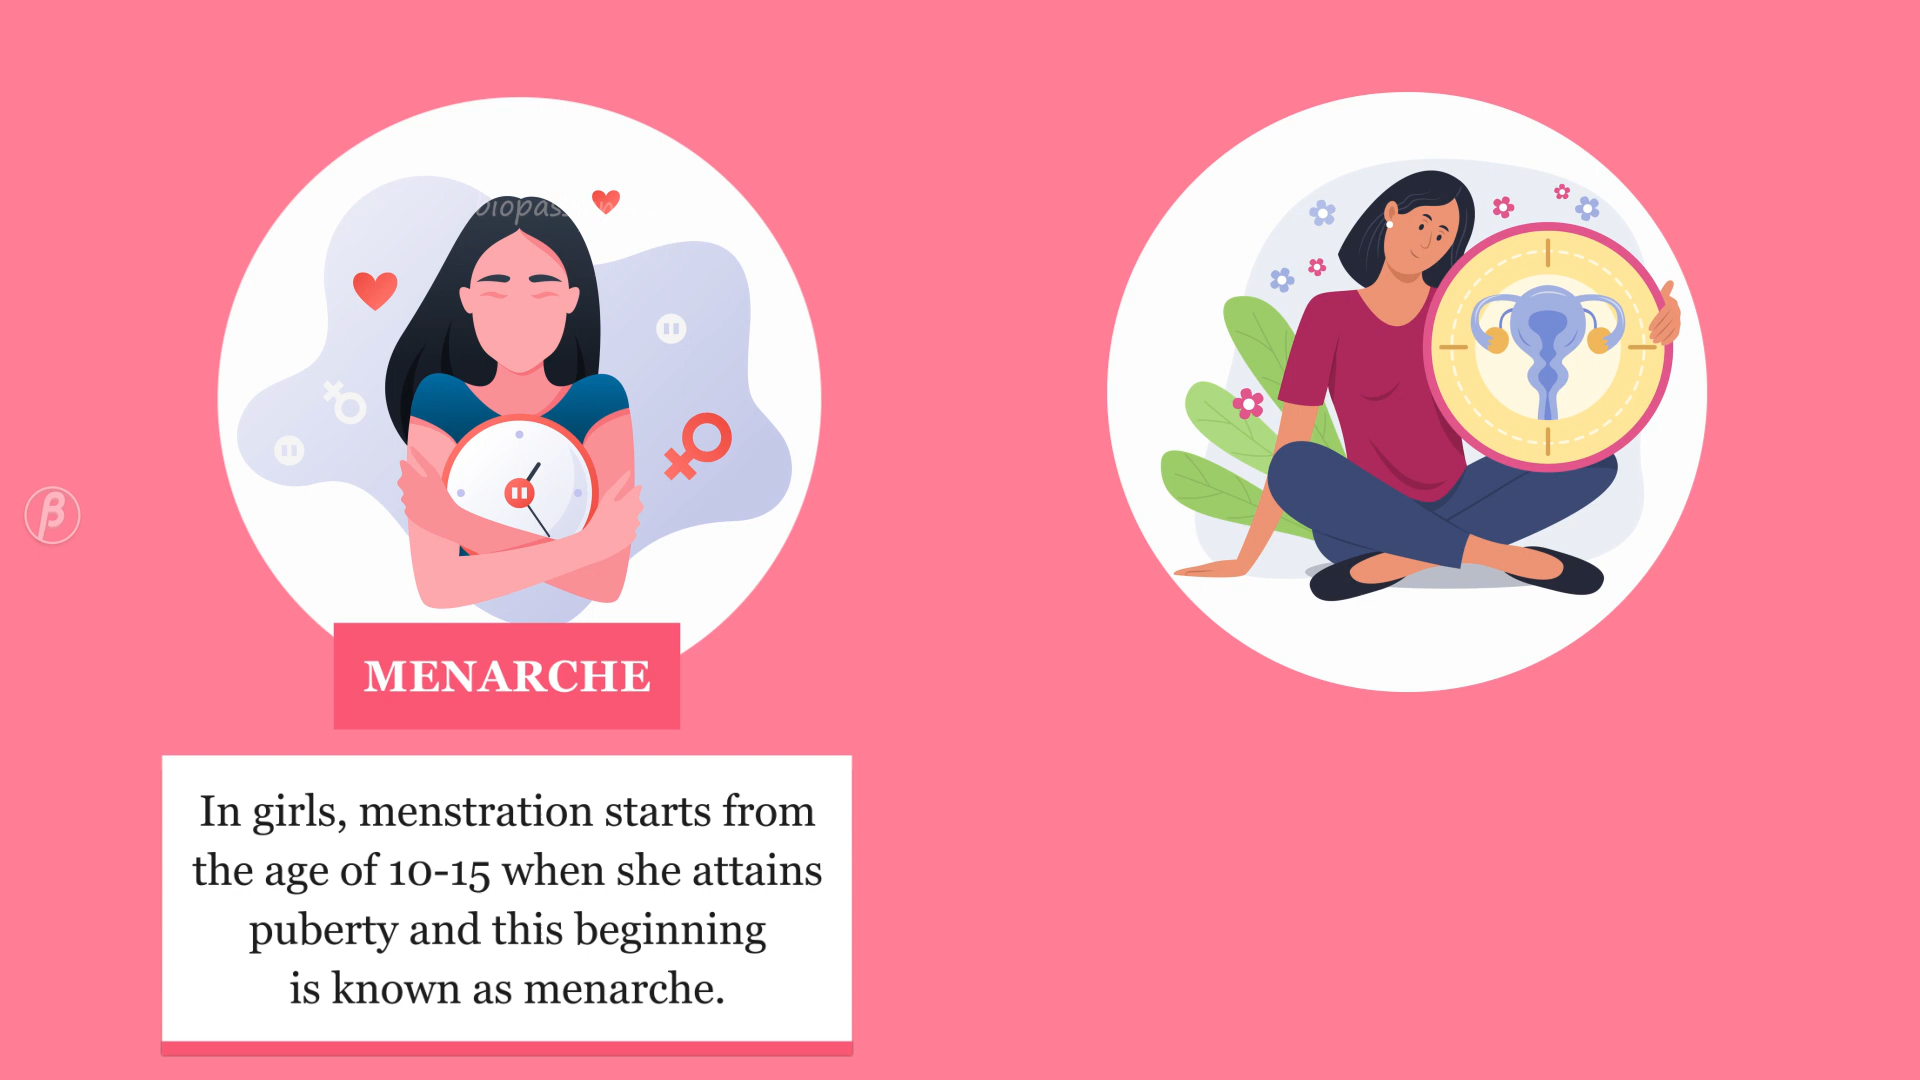 biopas
MENARCHE
β
In girls, menstration starts from
the age of 10-15 when she attains
puberty and this beginning
is known as menarche.